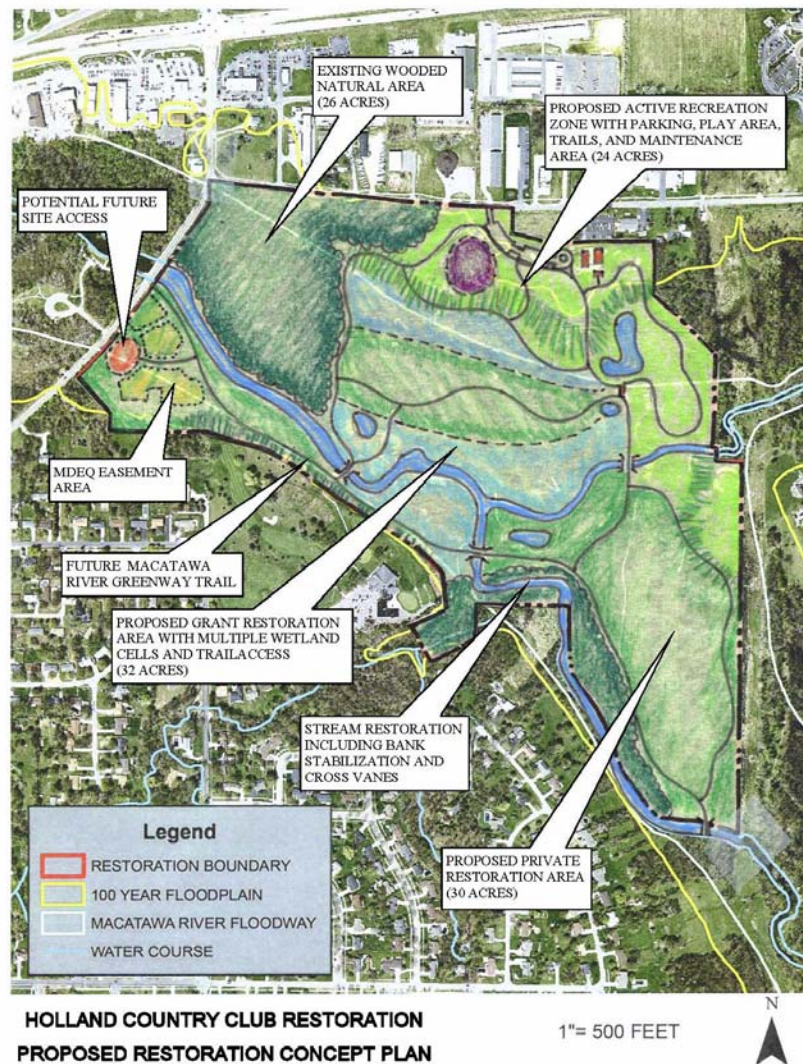 EXISTING WOODED
NATURAL AREA
(26 ACRES)
PROPOSED ACTIVE RECREATION
ZONE WITH PARKING, PLAY AREA,
TRAILS, AND MAINTENANCE
AREA (24 ACRES)
POTENTIAL FUTURE
SITE ACCESS
MDEQ EASEMENT
AREA
FUTURE MACATAWA
RIVER GREENWAY TRAIL
PROPOSED GRANT RESTORATION
AREA WITH MULTIPLE WETLAND
CELLS AND TRAILACCESS
(32 ACRES)
STREAM RESTORATION
INCLUDING BANK
STABILIZATION AND
CROSS VANES
PROPOSED PRIVATE
RESTORATION AREA
(30 ACRES)
Legend
RESTORATION BOUNDARY
100 YEAR FLOODPLAIN
MACATAWA RIVER FLOODWAY
WATER COURSE
HOLLAND COUNTRY CLUB RESTORATION
PROPOSED RESTORATION CONCEPT PLAN
1"= 500 FEET
N